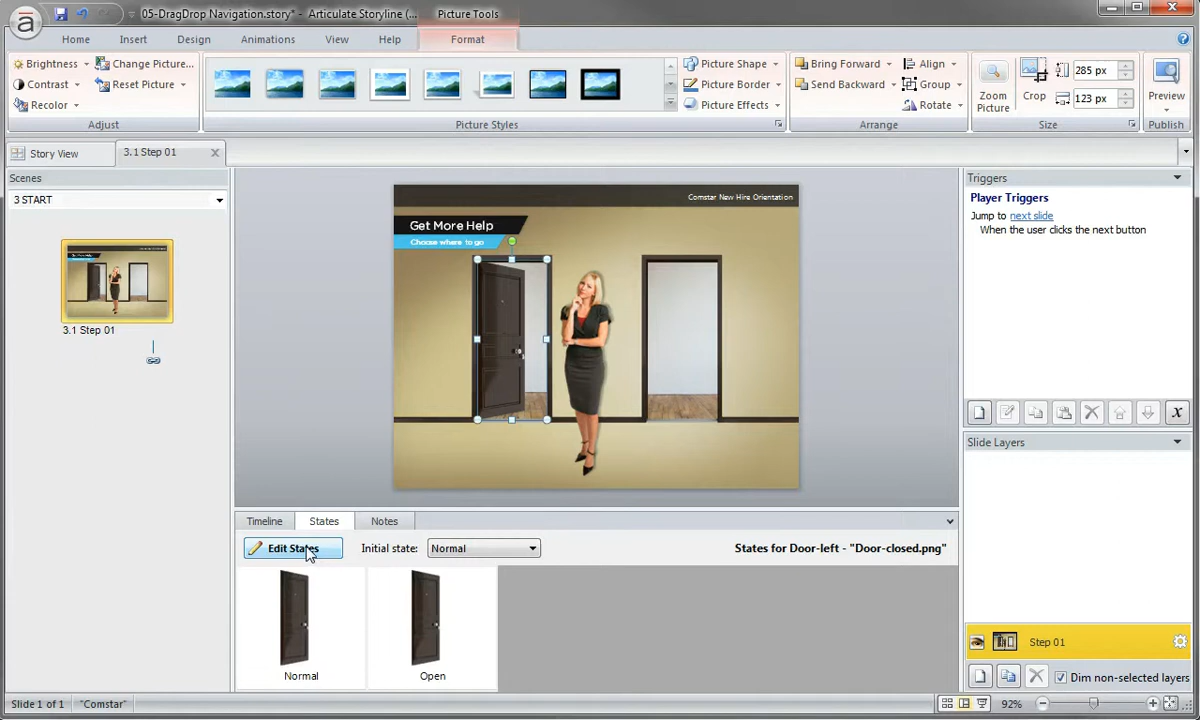 05-DragDrop Navigation.story* - Articulate Storyline (...
Picture Tools
Home
Insert
Design
Animations
View
Help
Format
Brightness
Change Picture...
Contrast
Reset Picture
Recolor
Adjust
Picture Styles
Picture Shape
Picture Border
Picture Effects
Bring Forward
Align
Send Backward
Group
Rotate
Arrange
Zoom
Picture
Crop
285 px
123 px
Size
Preview
Publish
Story View
3.1 Step 01
Scenes
3 START
3.1 Step 01
Comstar New Hire Orientation
Get More Help
Choose where to go
Triggers
Player Triggers
Jump to next slide
When the user clicks the next button
Slide Layers
Step 01
Dim non-selected layers
Timeline
States
Notes
Edit States
Initial state:
Normal
States for Door-left - "Door-closed.png"
Normal
Open
Slide 1 of 1
"Comstar"
92%